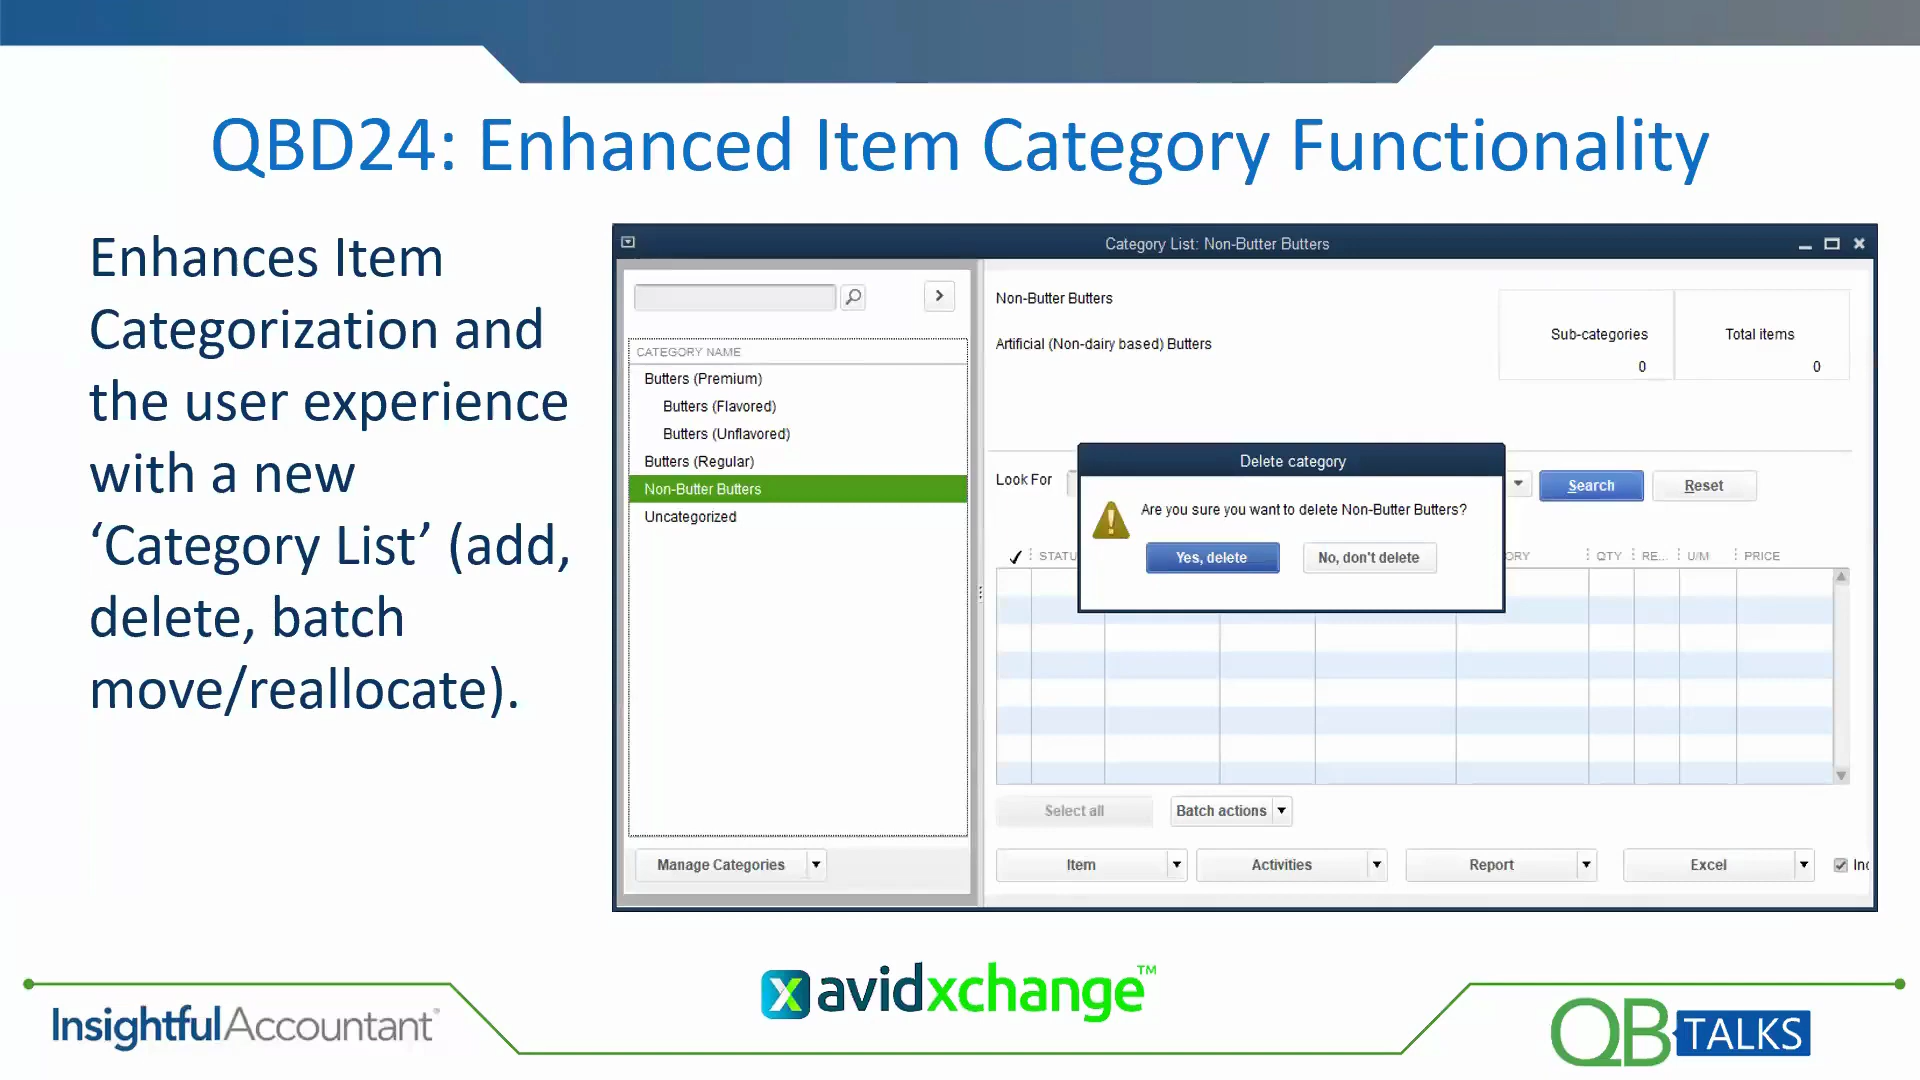 QBD24: Enhanced Item Category Functionality
Enhances Item
Categorization and
the user experience
with a new
‘Category List’ (add,
delete, batch
move/reallocate).
Category List: Non-Butter Butters
CATEGORY NAME
Butters (Premium)
Butters (Flavored)
Butters (Unflavored)
Butters (Regular)
Non-Butter Butters
Uncategorized
Manage Categories
Non-Butter Butters
Artificial (Non-dairy based) Butters
Sub-categories
0
Total items
0
Look For
Search
Reset
Delete category
Are you sure you want to delete Non-Butter Butters?
Yes, delete
No, don't delete
STATU
ORY
QTY
RE...
U/M
PRICE
Select all
Batch actions
Item
Activities
Report
Excel
Inc
InsightfulAccountant
avidxchange™
QB TALKS